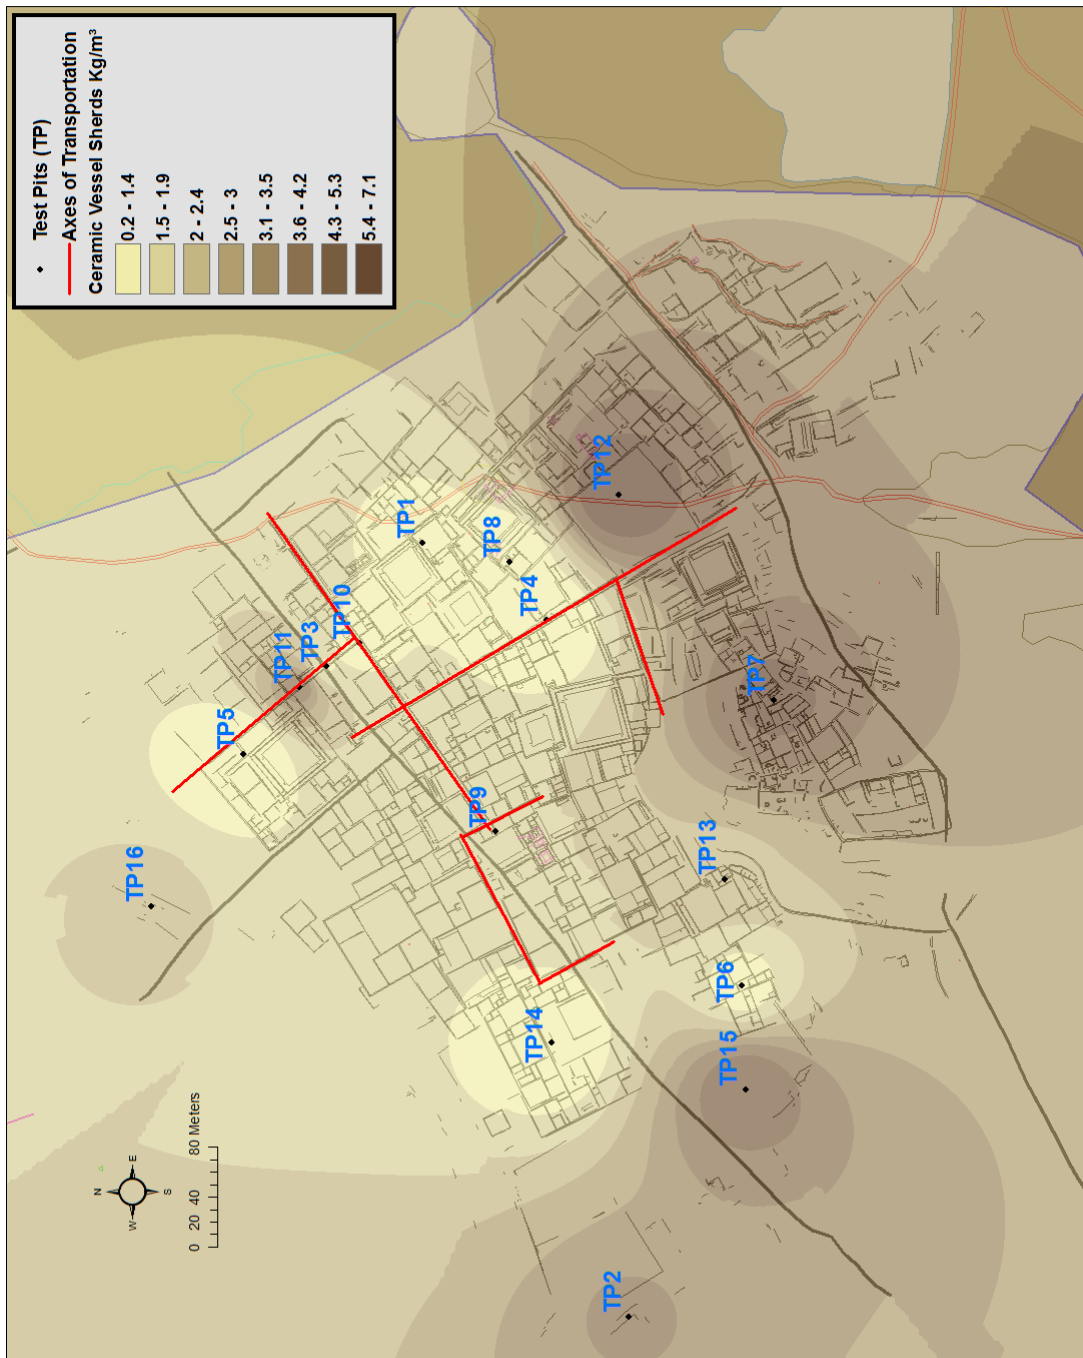 Test Pits (TP)
Axes of Transportation
Ceramic Vessel Sherds Kg/m³
0.2 - 1.4
1.5 - 1.9
2 - 2.4
2.5 - 3
3.1 - 3.5
3.6 - 4.2
4.3 - 5.3
5.4 - 7.1
TP16
TP5
TP11
TP3
TP10
TP1
TP8
TP4
TP12
TP9
TP7
TP13
TP6
TP14
TP15
TP2
N
E
S
W
0 20 40 80 Meters